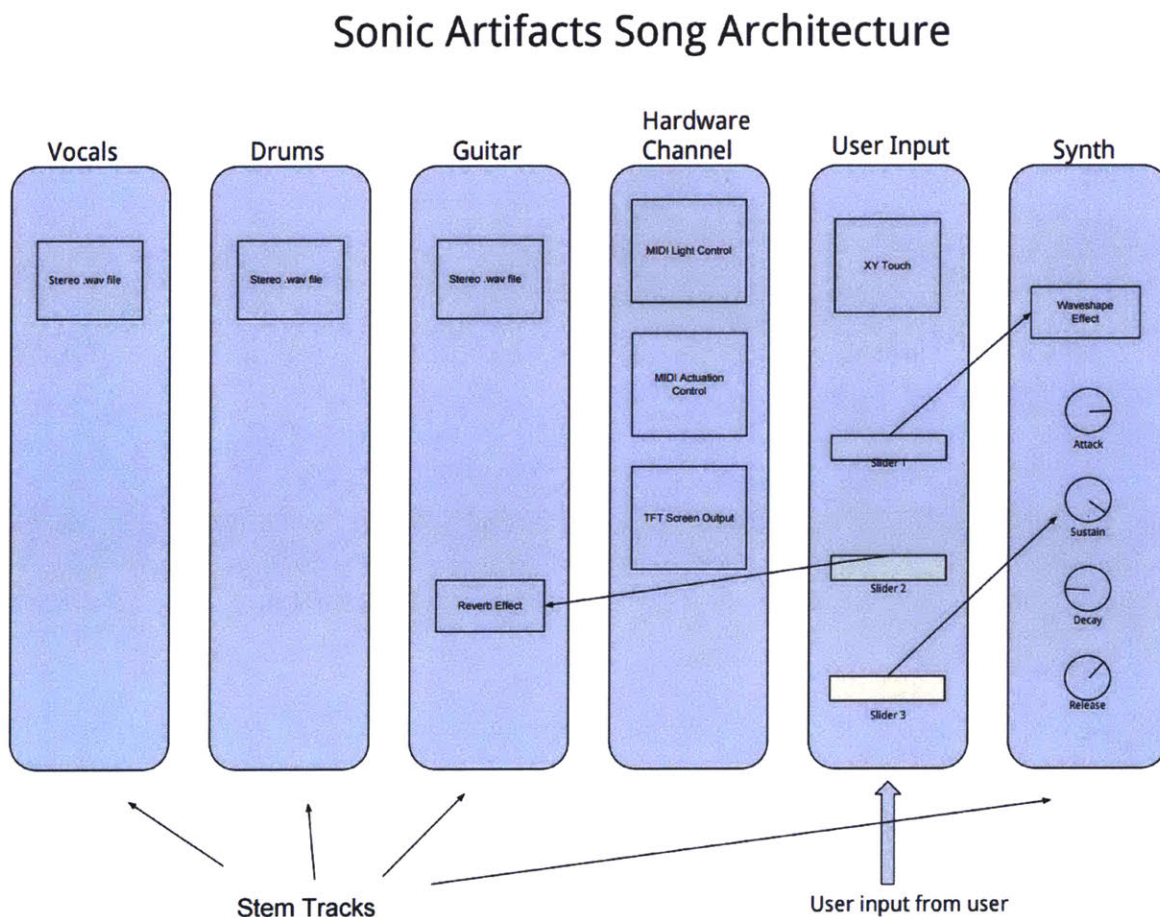 Sonic Artifacts Song Architecture
Vocals
Drums
Guitar
Hardware
Channel
User Input
Synth
Stereo .wav file
Stereo .wav file
Stereo .wav file
MIDI Light Control
MIDI Actuation
Control
TFT Screen Output
Reverb Effect
XY Touch
Slider 1
Slider 2
Slider 3
Waveshape
Effect
Attack
Sustain
Decay
Release
Stem Tracks
User input from user